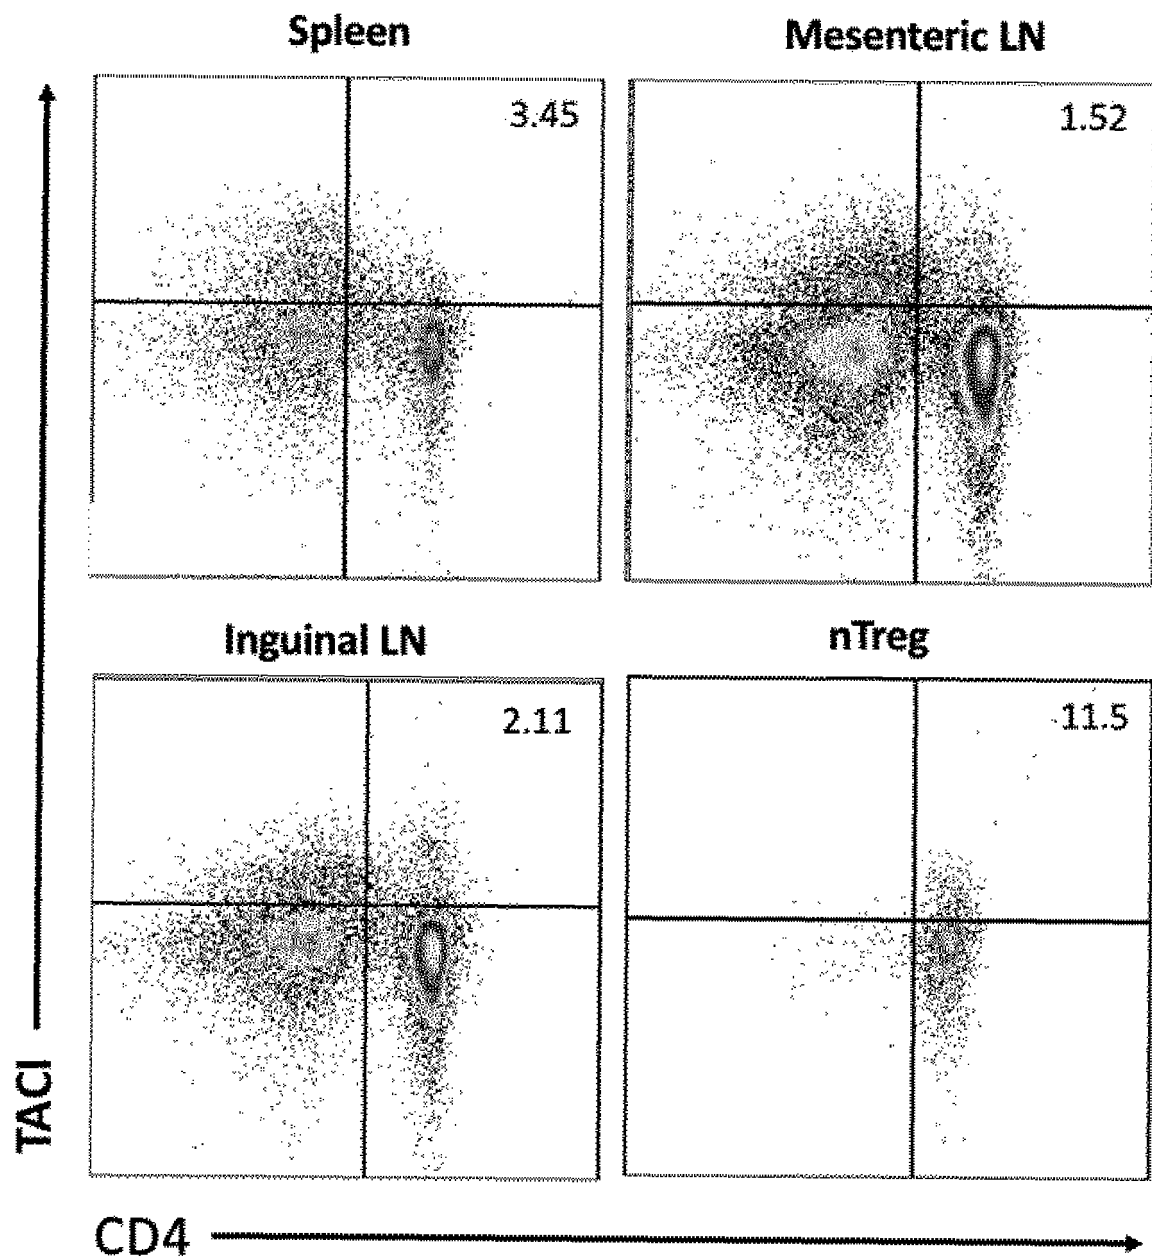 Spleen
Mesenteric LN
3.45
1.52
Inguinal LN
nTreg
2.11
11.5
TACI
CD4